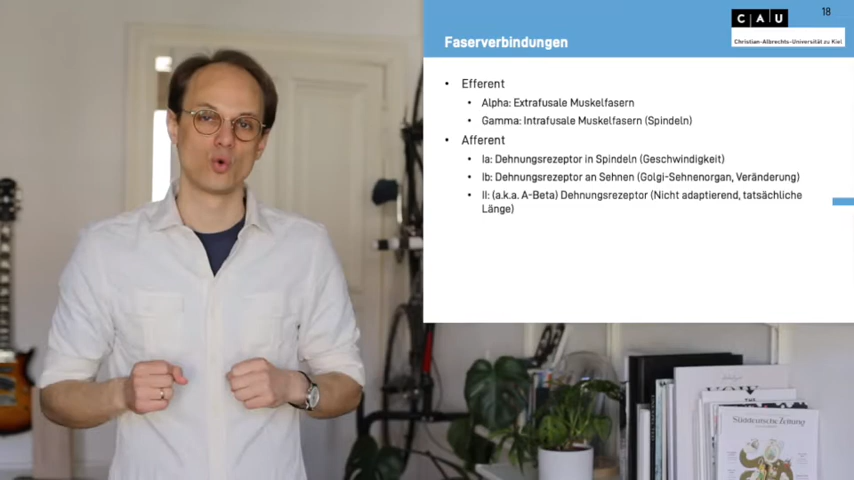 18
CAU
Christian-Albrechts-Universität zu Kiel
Faserverbindungen
• Efferent
• Alpha: Extrafusale Muskelfasern
• Gamma: Intrafusale Muskelfasern (Spindeln)
• Afferent
• Ia: Dehnungsrezeptor in Spindeln (Geschwindigkeit)
• Ib: Dehnungsrezeptor an Sehnen (Golgi-Sehnenorgan, Veränderung)
• II: (a.k.a. A-Beta) Dehnungsrezeptor (Nicht adaptierend, tatsächliche
Länge)
Süddeutsche Zeitung